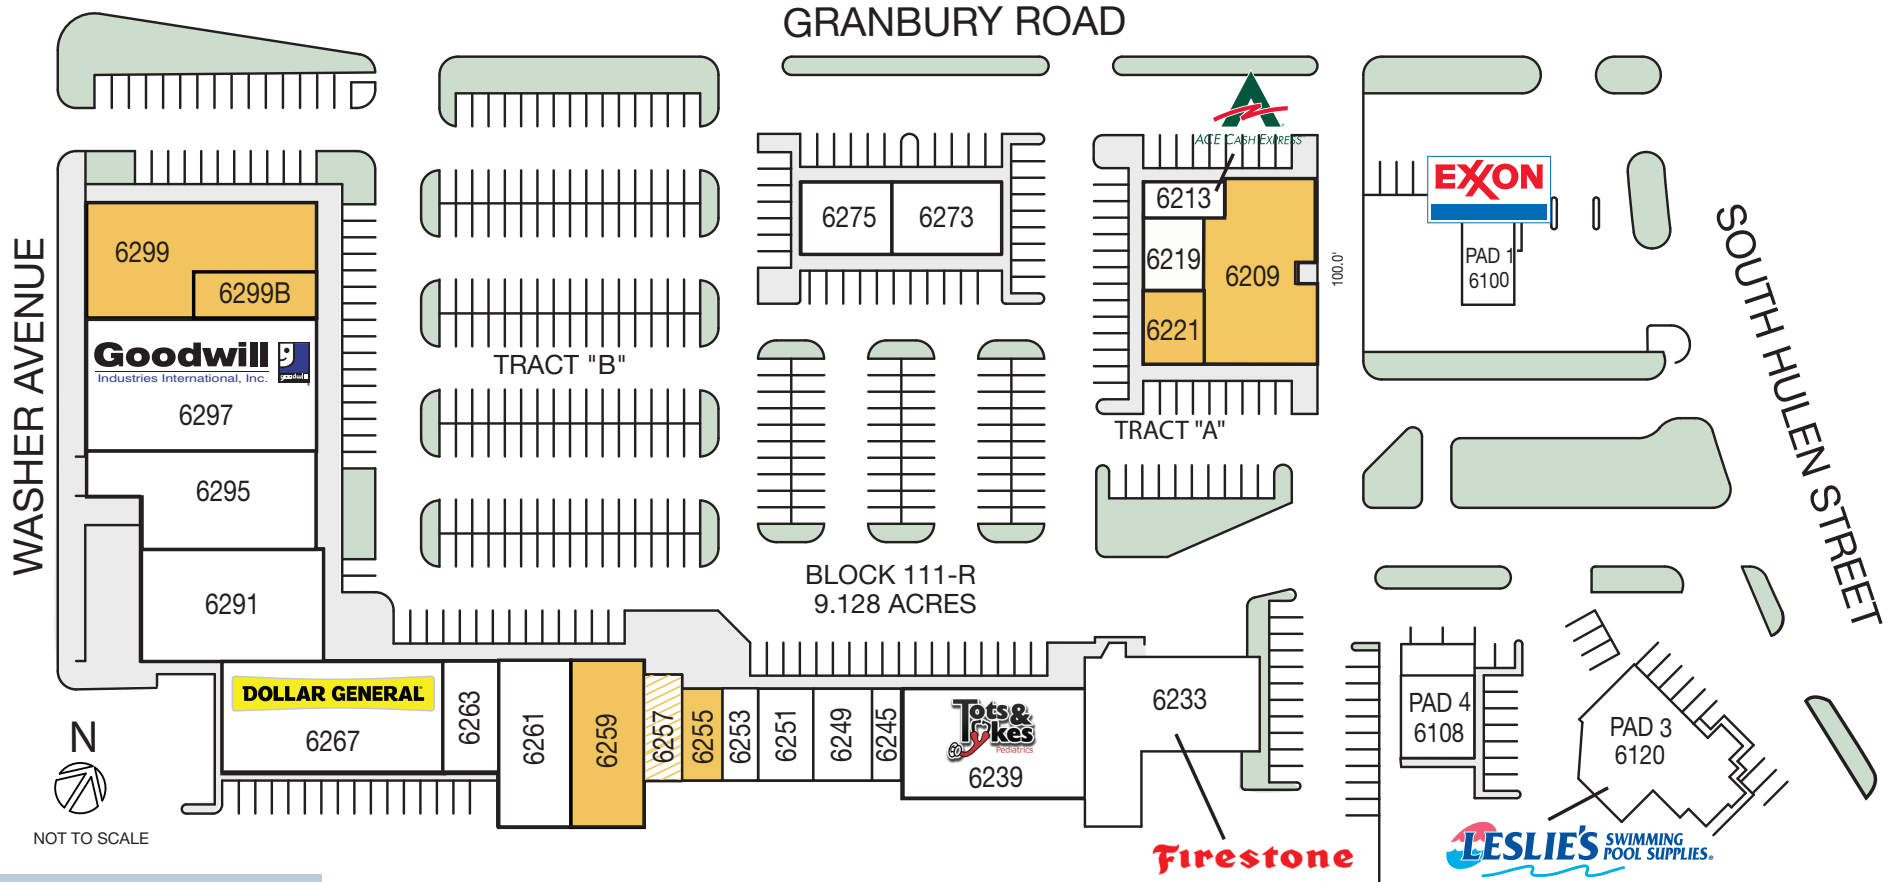 GRANBURY ROAD
ACE CASH EXPRESS
EXXON
PAD 1
6100
SOUTH HULEN STREET
WASHER AVENUE
6299
6299B
Goodwill
Industries International, Inc.
goodwill
6297
6295
6291
TRACT "B"
6275
6273
6213
6219
6209
6221
100.0'
TRACT "A"
BLOCK 111-R
9.128 ACRES
DOLLAR GENERAL
6267
6263
6261
6259
6257
6255
6253
6251
6249
6245
Tots &
Tykes
Pediatrics
6239
6233
Firestone
PAD 4
6108
PAD 3
6120
LESLIE'S SWIMMING
POOL SUPPLIES.
N
NOT TO SCALE